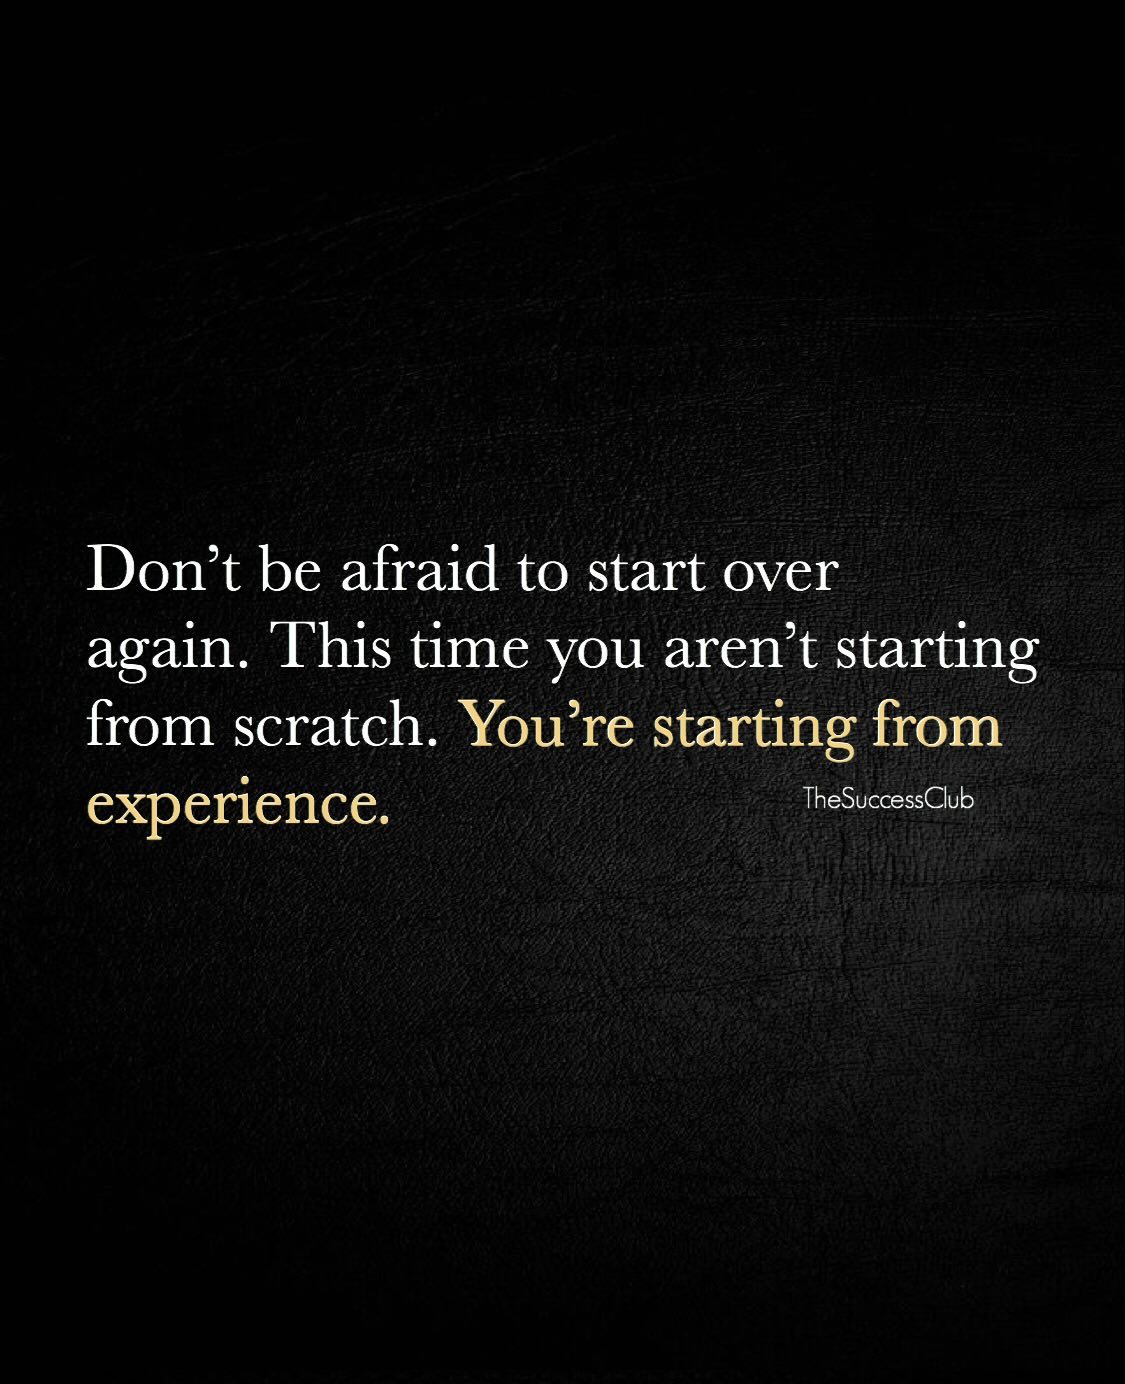 Don’t be afraid to start over
again. This time you aren’t starting
from scratch. You’re starting from
experience.
TheSuccessClub